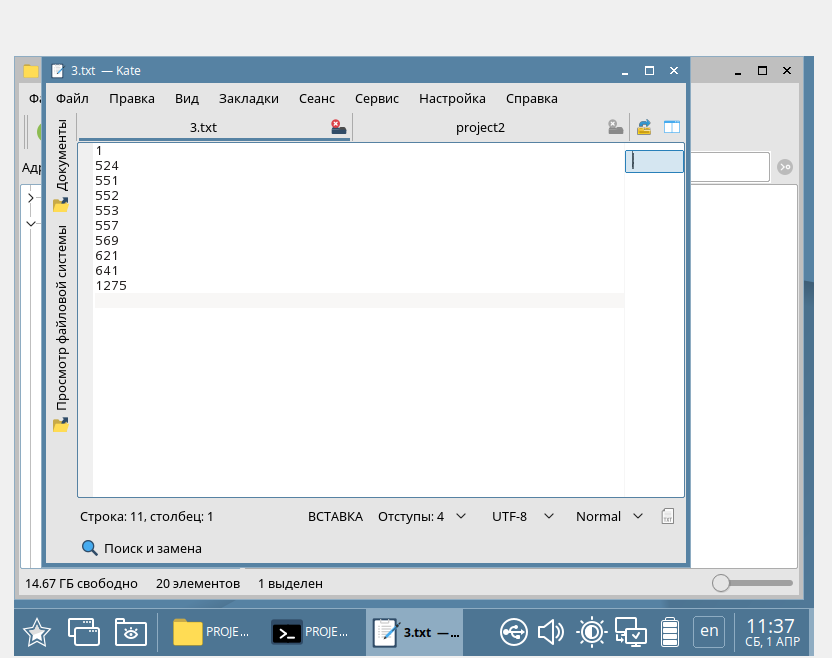 3.txt — Kate
Фа
Файл Правка Вид Закладки Сеанс Сервис Настройка Справка
3.txt project2
Адр
Документы
Просмотр файловой системы
1
524
551
552
553
557
569
621
641
1275
Строка: 11, столбец: 1 ВСТАВКА Отступы: 4 UTF-8 Normal
Поиск и замена
14.67 ГБ свободно 20 элементов 1 выделен
PROJE... PROJE... 3.txt —... en 11:37
СБ, 1 АПР